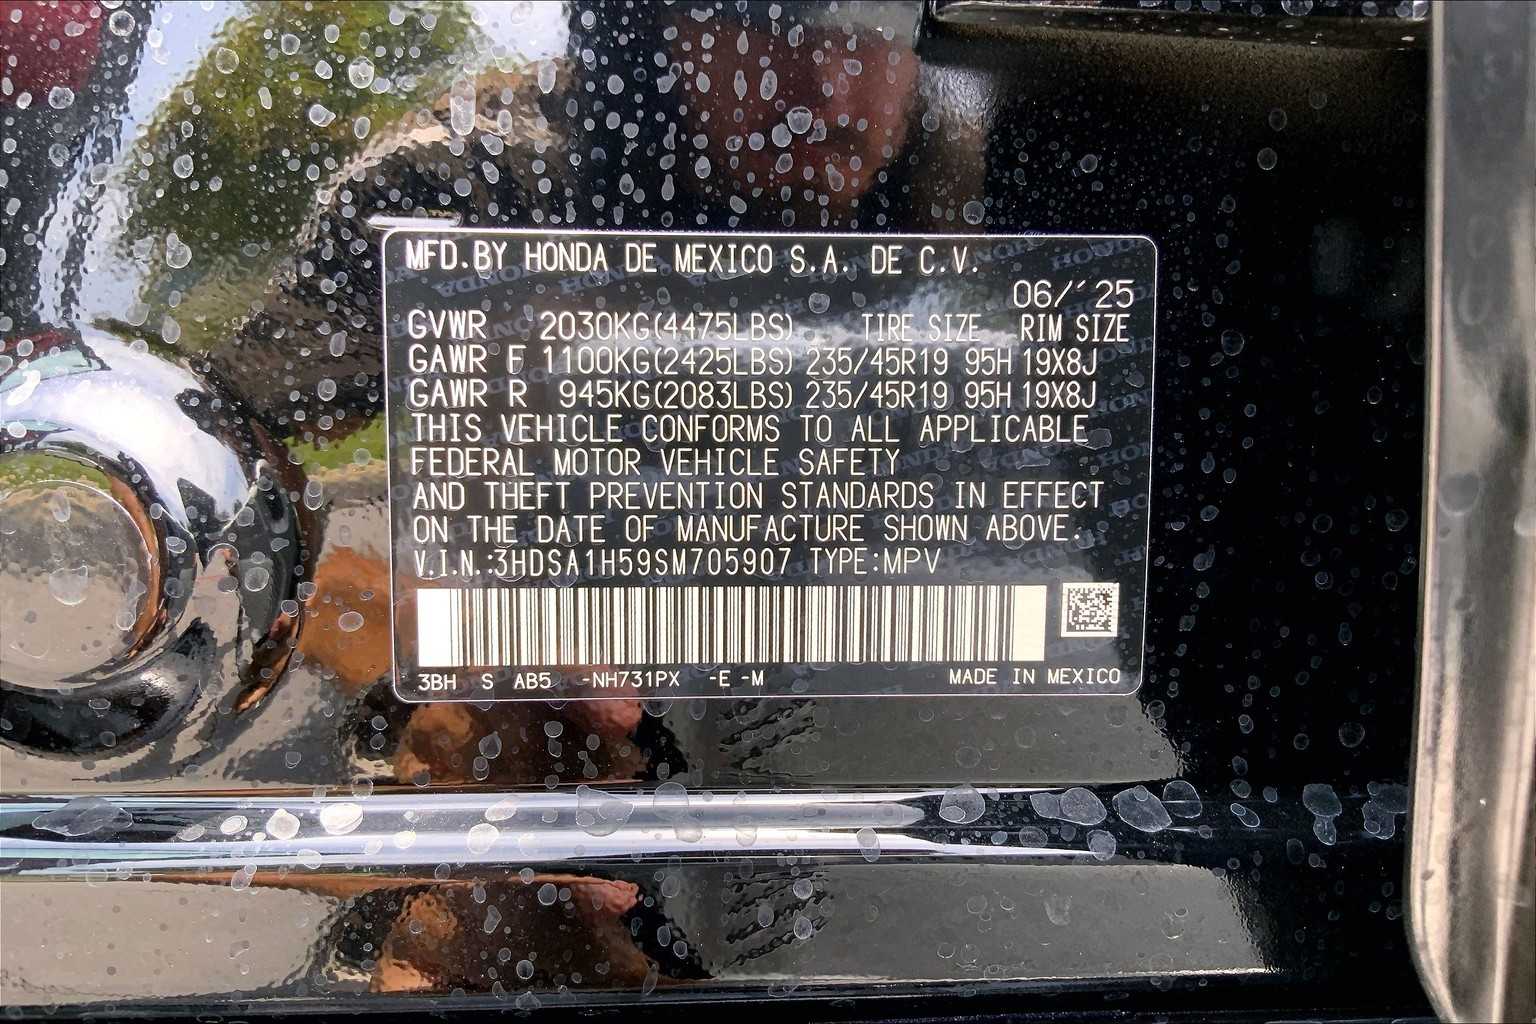 MFD.BY HONDA DE MEXICO S.A. DE C.V.
06/´25
GVWR 2030KG(4475LBS) TIRE SIZE RIM SIZE
GAWR F 1100KG(2425LBS) 235/45R19 95H 19X8J
GAWR R 945KG(2083LBS) 235/45R19 95H 19X8J
THIS VEHICLE CONFORMS TO ALL APPLICABLE
FEDERAL MOTOR VEHICLE SAFETY
AND THEFT PREVENTION STANDARDS IN EFFECT
ON THE DATE OF MANUFACTURE SHOWN ABOVE.
V.I.N.:3HDSA1H59SM705907 TYPE:MPV
3BH S AB5 -NH731PX -E -M MADE IN MEXICO